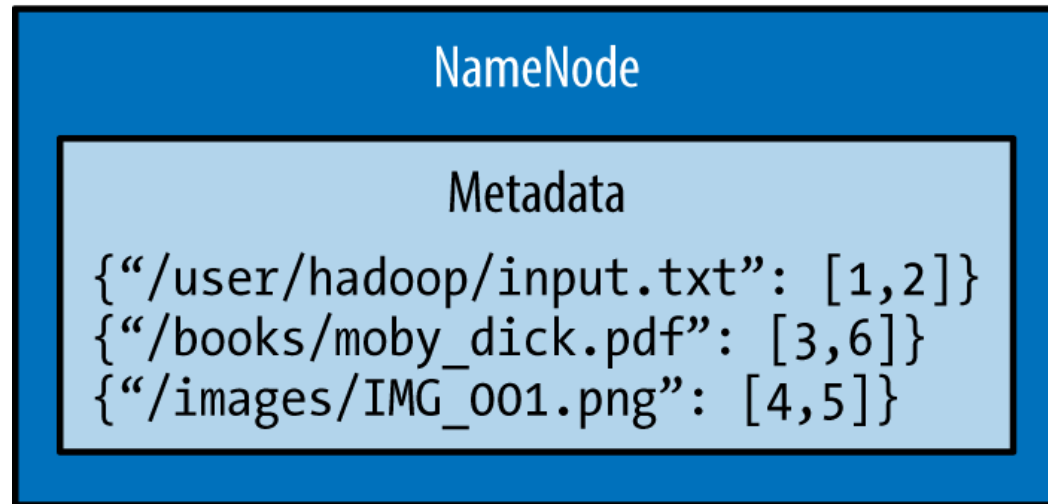 NameNode
Metadata
{“/user/hadoop/input.txt”: [1,2]}
{“/books/moby_dick.pdf”: [3,6]}
{“/images/IMG_001.png”: [4,5]}